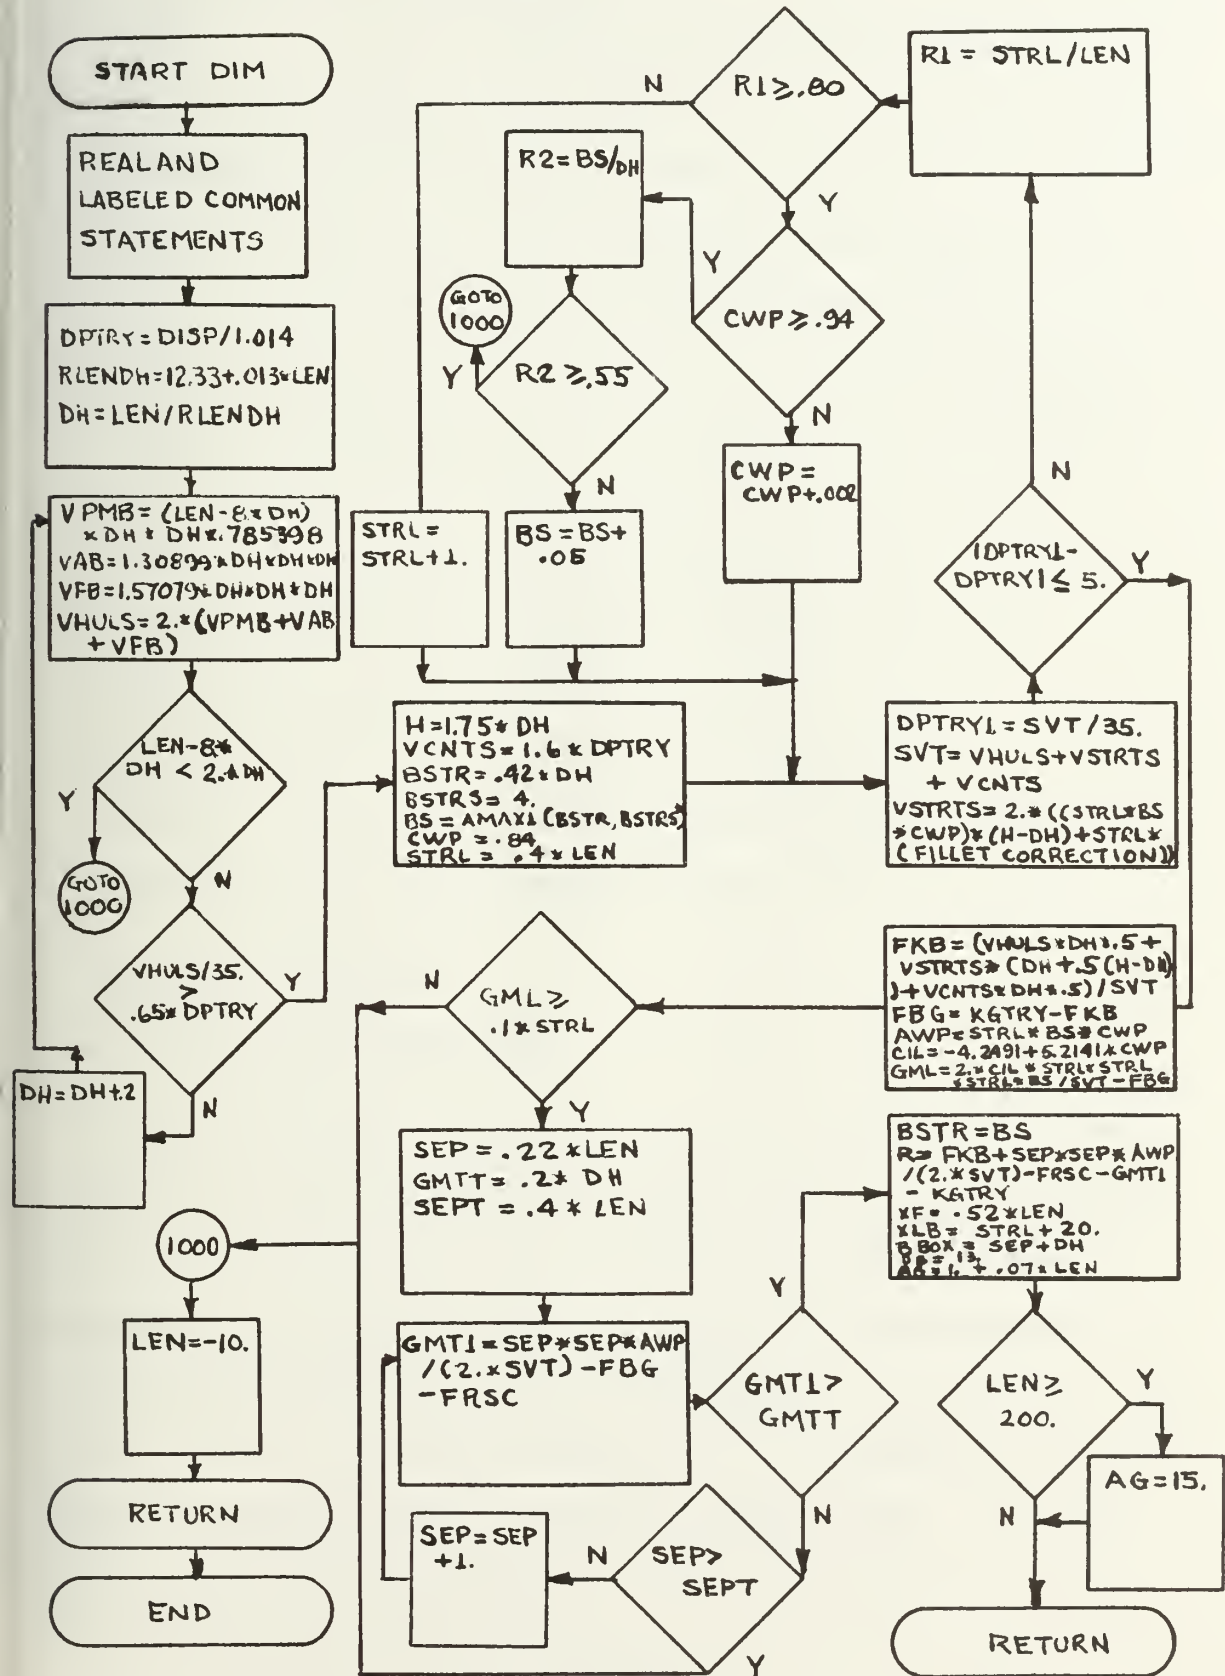 START DIM
REAL AND
LABELED COMMON
STATEMENTS
DPTRY = DISP/1.014
RLENDH = 12.33+.013*LEN
DH = LEN/RLENDH
VPMB = (LEN-8*DH)
*DH*DH*.785398
VAB=1.30899*DH*DH*DH
VFB=1.57079*DH*DH*DH
VHULS=2.*(VPMB+VAB
+VFB)
LEN-8*
DH < 2.*DH
Y
GOTO
1000
N
VHULS/35.
>
.65*DPTRY
Y
N
DH=DH+.2
H=1.75*DH
VCNTS=1.6*DPTRY
BSTR=.42*DH
BSTRS=4.
BS=AMAX1(BSTR,BSTRS)
CWP=.84
STRL=.4*LEN
DPTRY1=SVT/35.
SVT=VHULS+VSTRTS
+VCNTS
VSTRTS=2.*((STRL*BS
*CWP)*(H-DH)+STRL*
(FILLET CORRECTION))
|DPTRY1-
DPTRY|≤5.
N
Y
R1 = STRL/LEN
R1≥.80
N
Y
CWP≥.94
Y
N
R2=BS/DH
R2≥.55
Y
GOTO
1000
N
STRL=
STRL+1.
BS=BS+
.05
CWP=
CWP+.002
FKB=(VHULS*DH*.5+
VSTRTS*(DH+.5(H-DH)
)+VCNTS*DH*.5)/SVT
FBG=KGTRY-FKB
AWP=STRL*BS*CWP
CIL=-4.2491+5.2141*CWP
GML=2.*CIL*STRL*STRL
*STRL*BS/SVT-FBG
GML≥
.1*STRL
N
Y
SEP=.22*LEN
GMTT=.2*DH
SEPT=.4*LEN
GMT1=SEP*SEP*AWP
/(2.*SVT)-FBG
-FRSC
GMT1>
GMTT
Y
N
SEP>
SEPT
N
Y
SEP=SEP
+1.
BSTR=BS
R=FKB+SEP*SEP*AWP
/(2.*SVT)-FRSC-GMT1
-KGTRY
XF=.52*LEN
XLB=STRL+20.
BBOX=SEP+DH
AG=1.+.07*LEN
LEN≥
200.
Y
AG=15.
N
RETURN
1000
LEN=-10.
RETURN
END